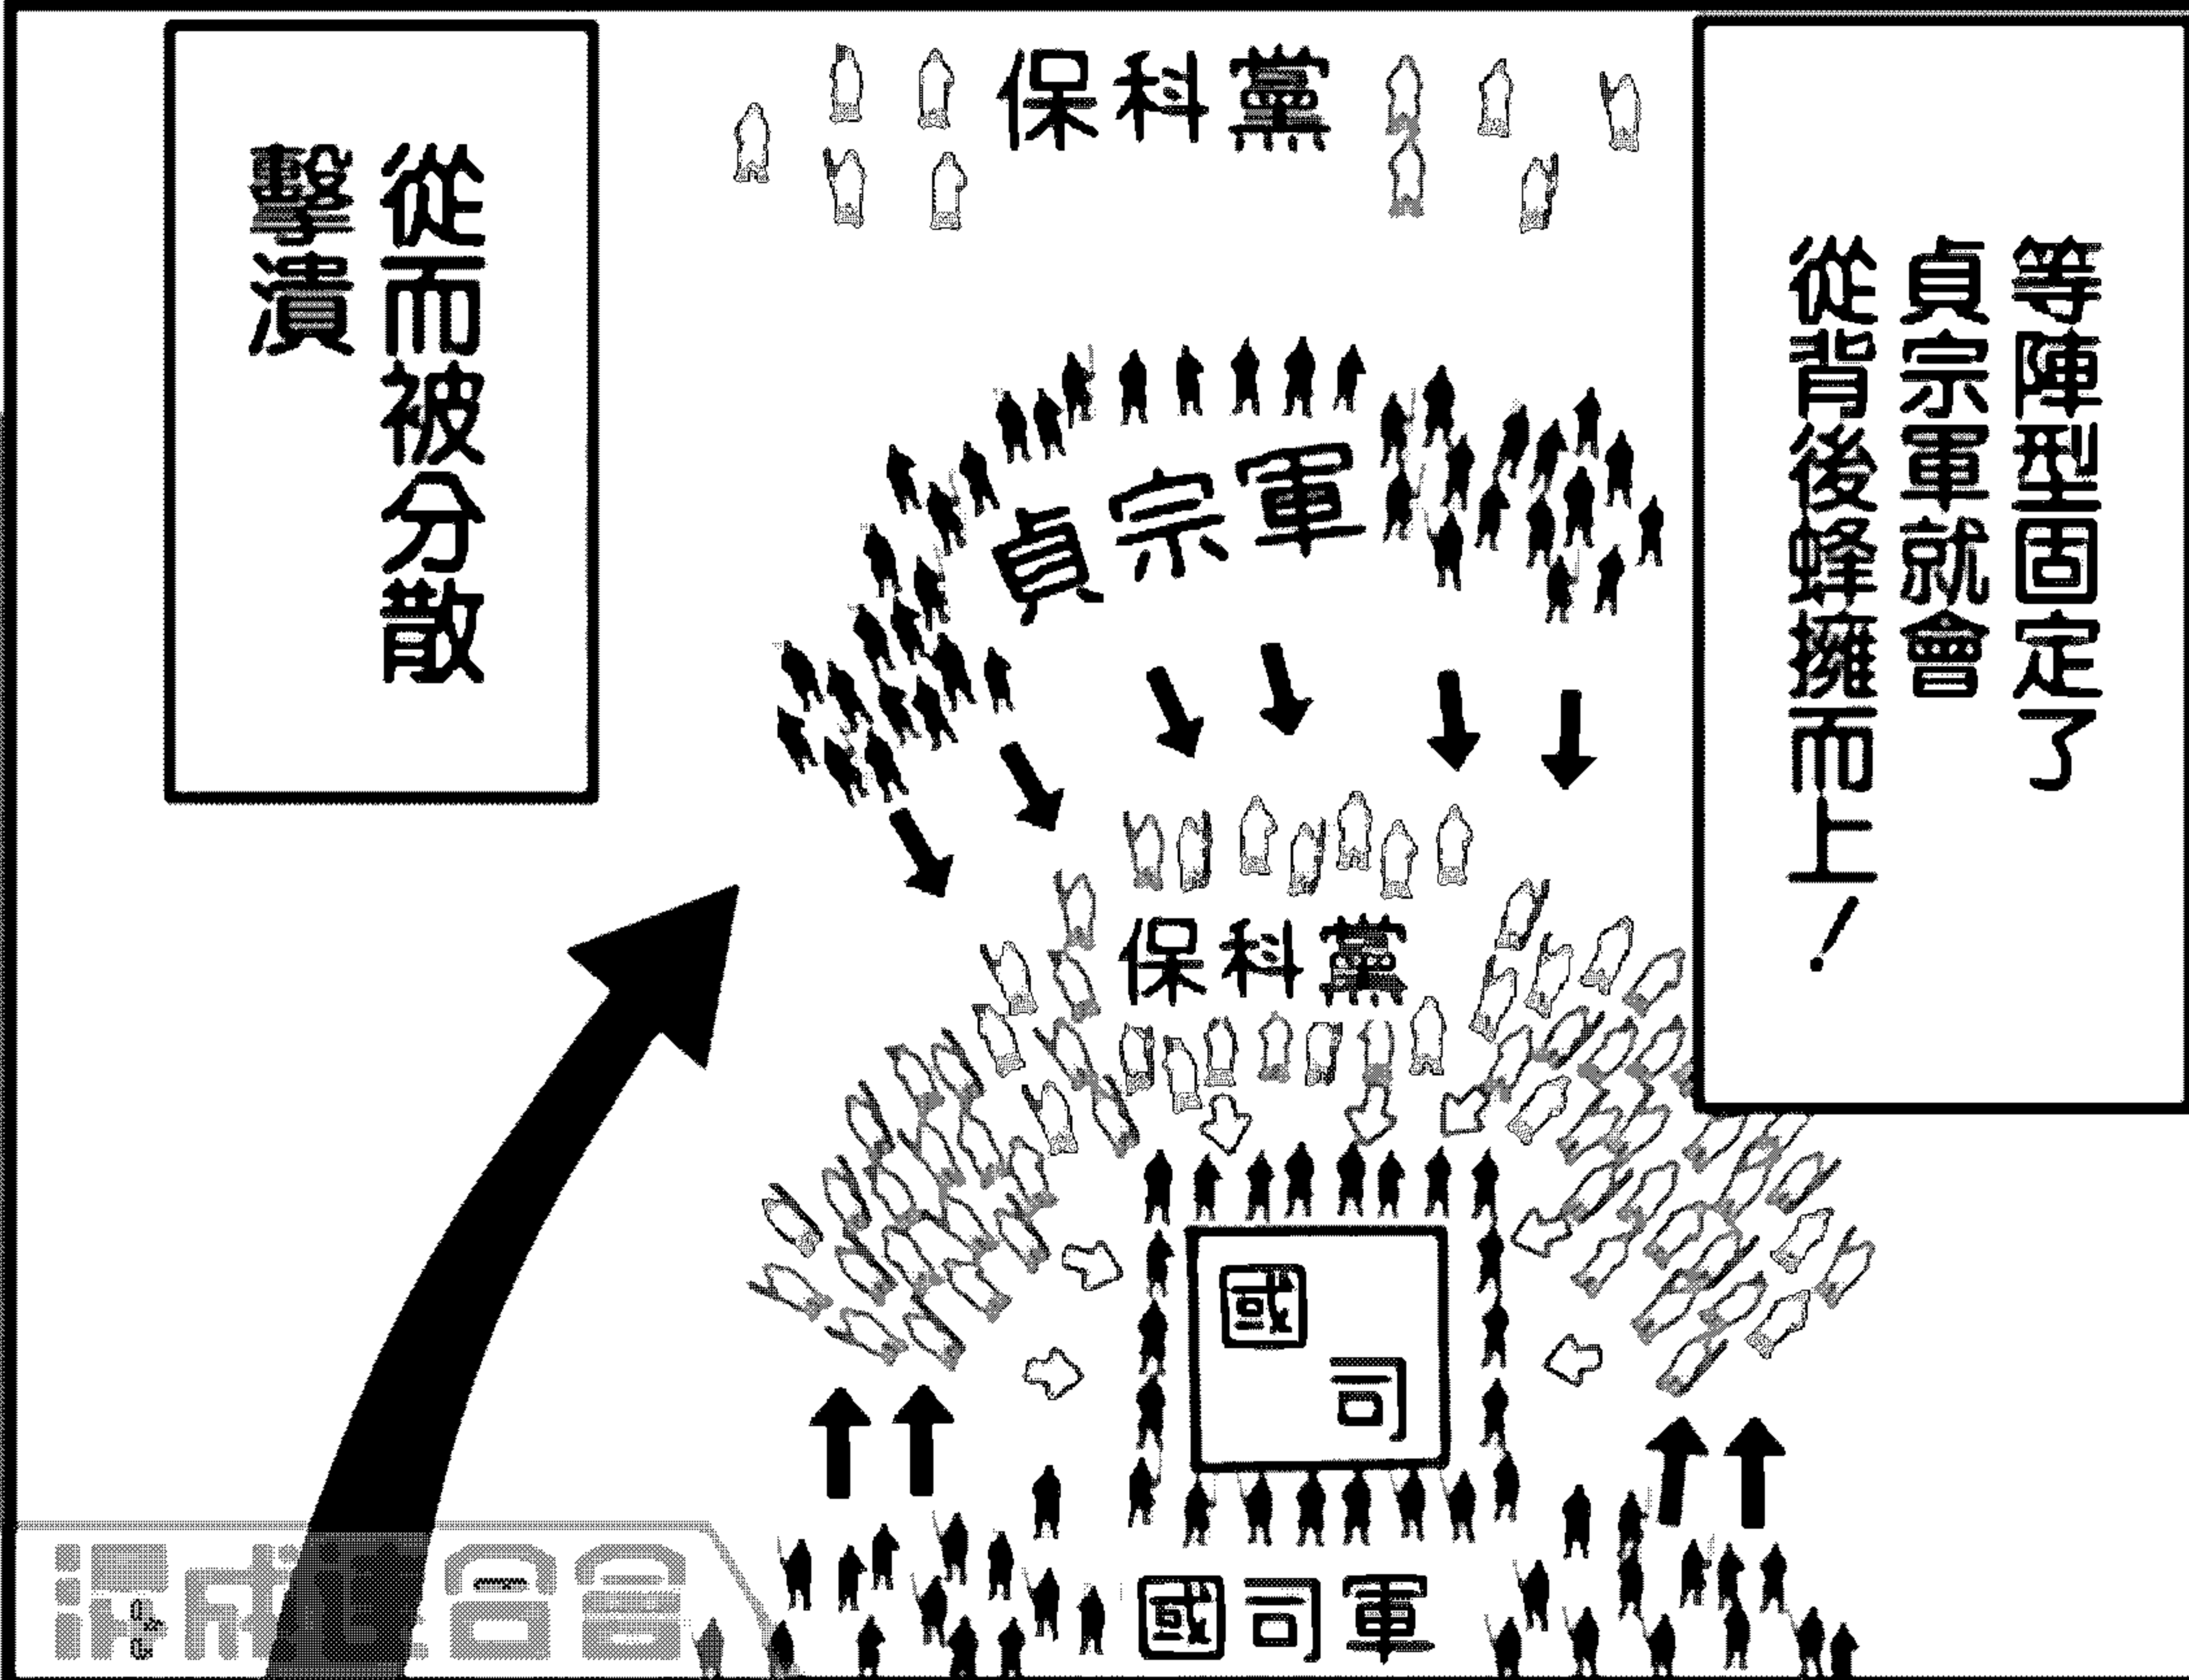 等陣型固定了
貞宗軍就會
從背後蜂擁而上！
從而被分散
擊潰
保科黨
貞宗軍
保科黨
國司
國司軍